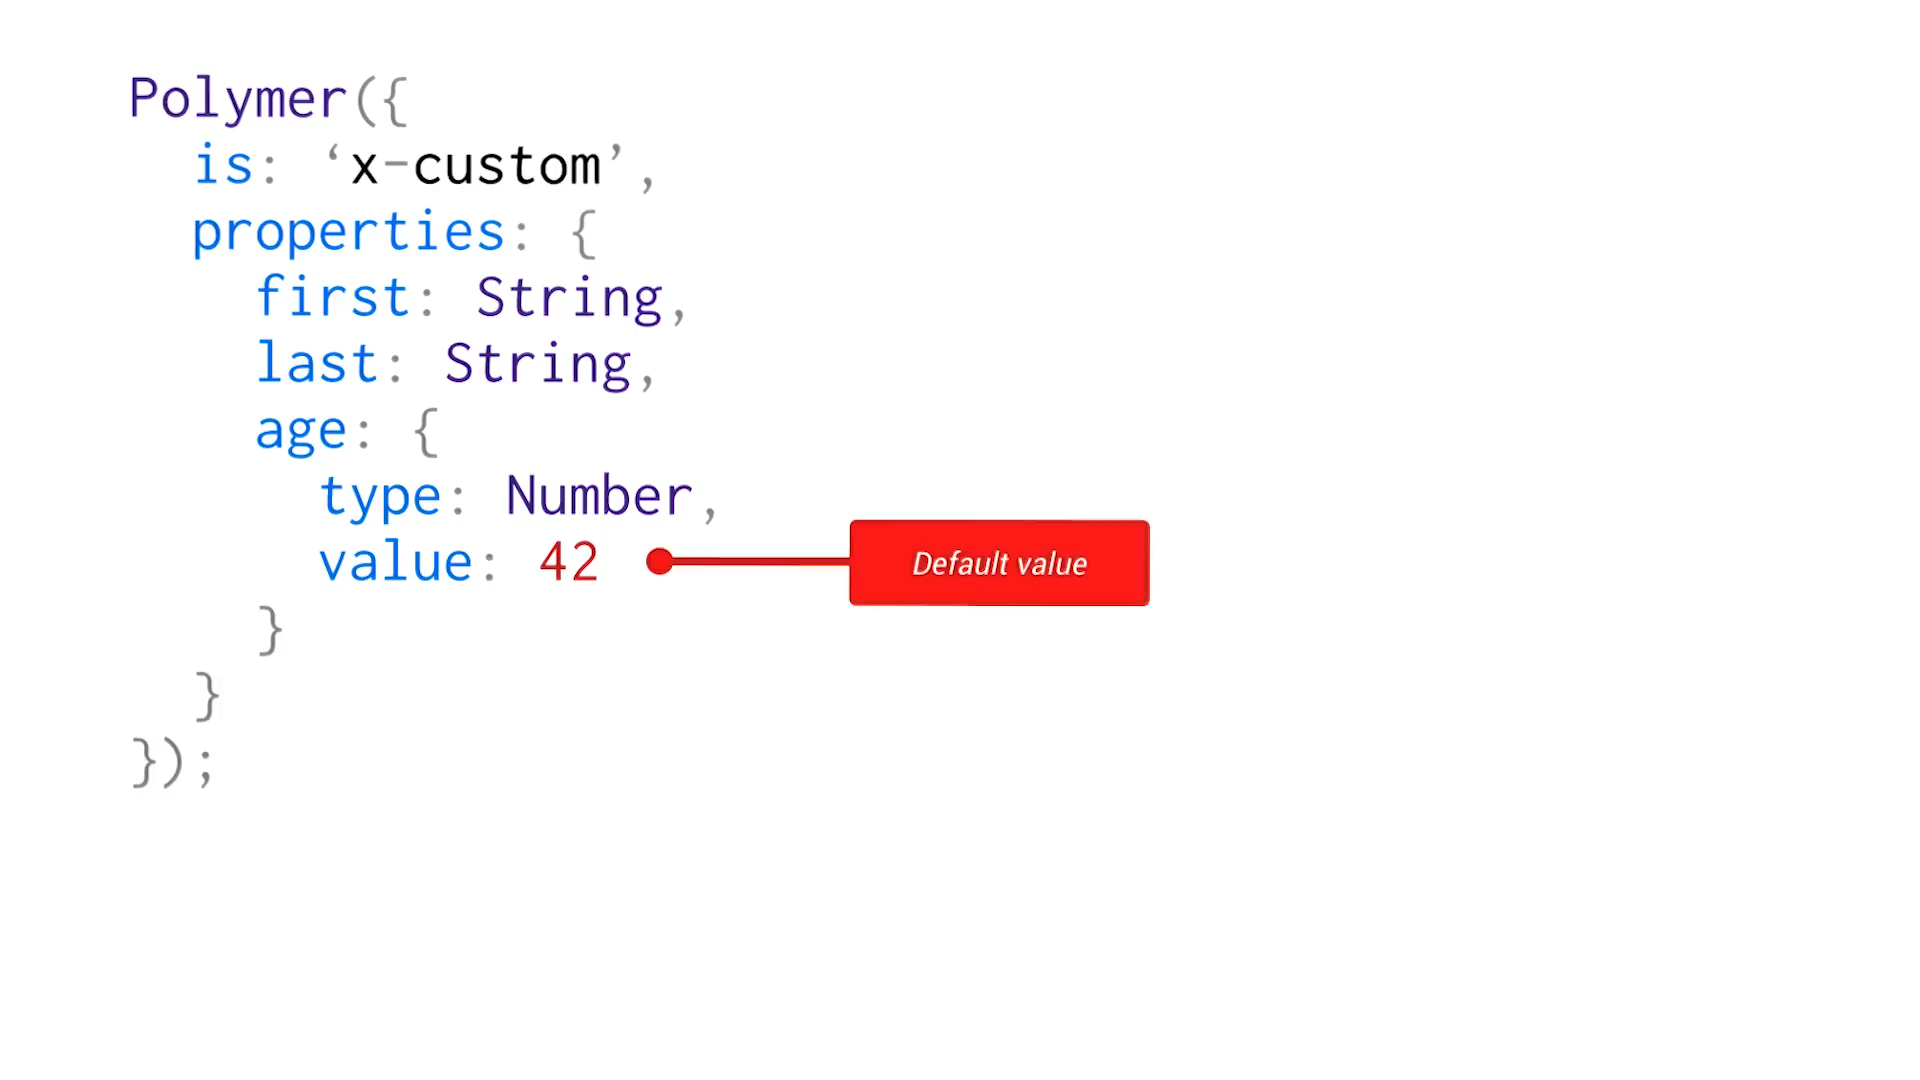 Polymer({
is: ‘x-custom’,
properties: {
first: String,
last: String,
age: {
type: Number,
value: 42
Default value
}
}
});